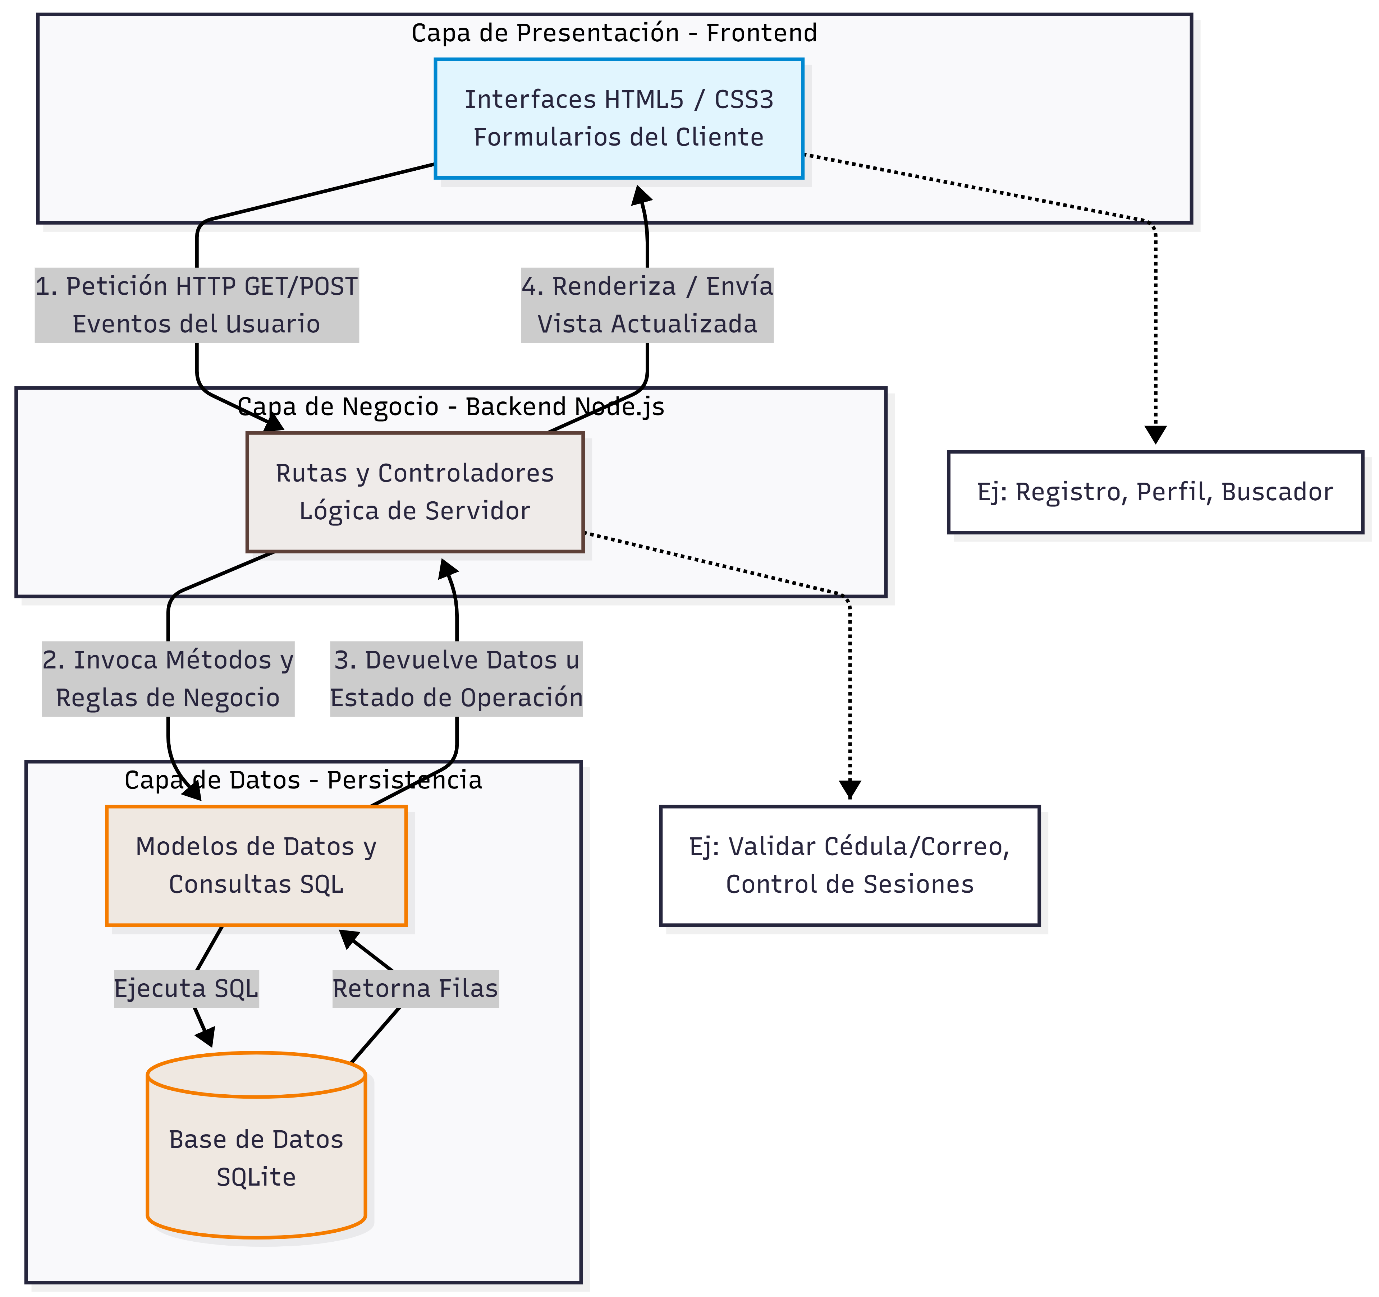 Capa de Presentación - Frontend
Interfaces HTML5 / CSS3
Formularios del Cliente
1. Petición HTTP GET/POST
Eventos del Usuario
4. Renderiza / Envía
Vista Actualizada
Capa de Negocio - Backend Node.js
Rutas y Controladores
Lógica de Servidor
Ej: Registro, Perfil, Buscador
2. Invoca Métodos y
Reglas de Negocio
3. Devuelve Datos u
Estado de Operación
Capa de Datos - Persistencia
Modelos de Datos y
Consultas SQL
Ej: Validar Cédula/Correo,
Control de Sesiones
Ejecuta SQL
Retorna Filas
Base de Datos
SQLite